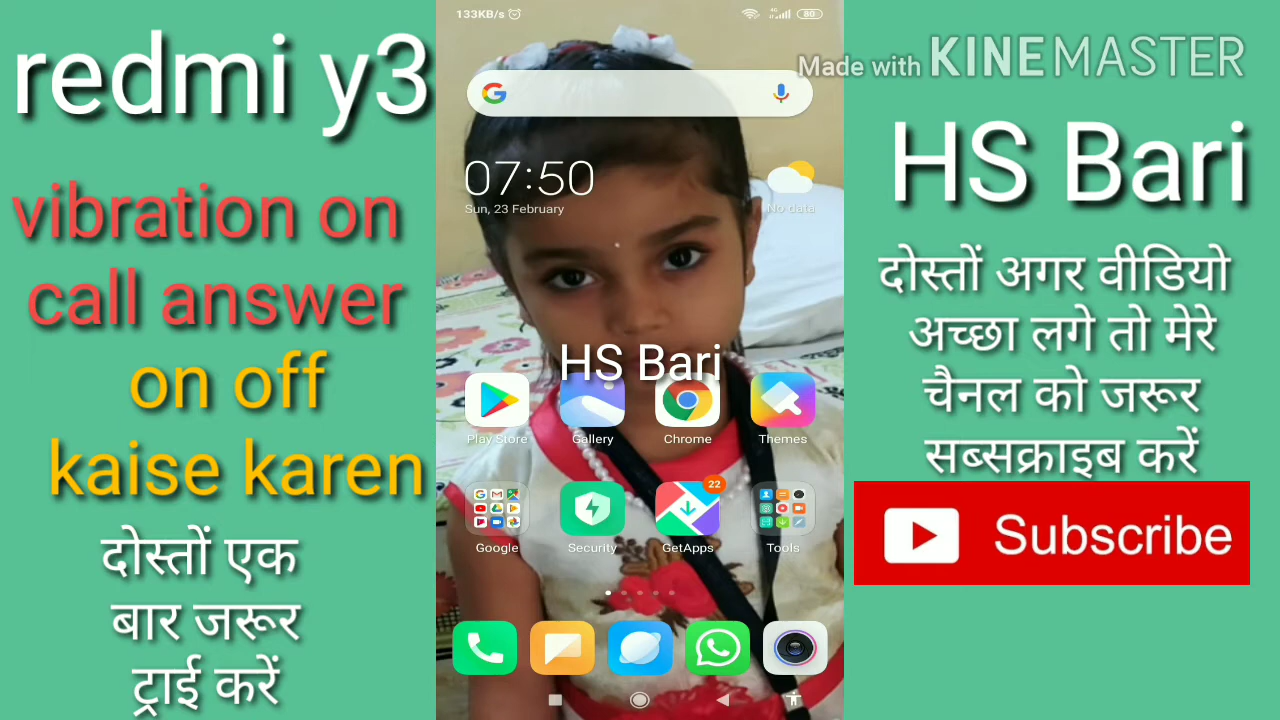 redmi y3
vibration on
call answer
on off
kaise karen
दोस्तों एक
बार जरूर
ट्राई करें
133KB/s
4G
80
07:50
Sun, 23 February
No data
HS Bari
Play Store
Gallery
Chrome
Themes
22
Google
Security
GetApps
Tools
Made with KINEMASTER
HS Bari
दोस्तों अगर वीडियो
अच्छा लगे तो मेरे
चैनल को जरूर
सब्सक्राइब करें
Subscribe